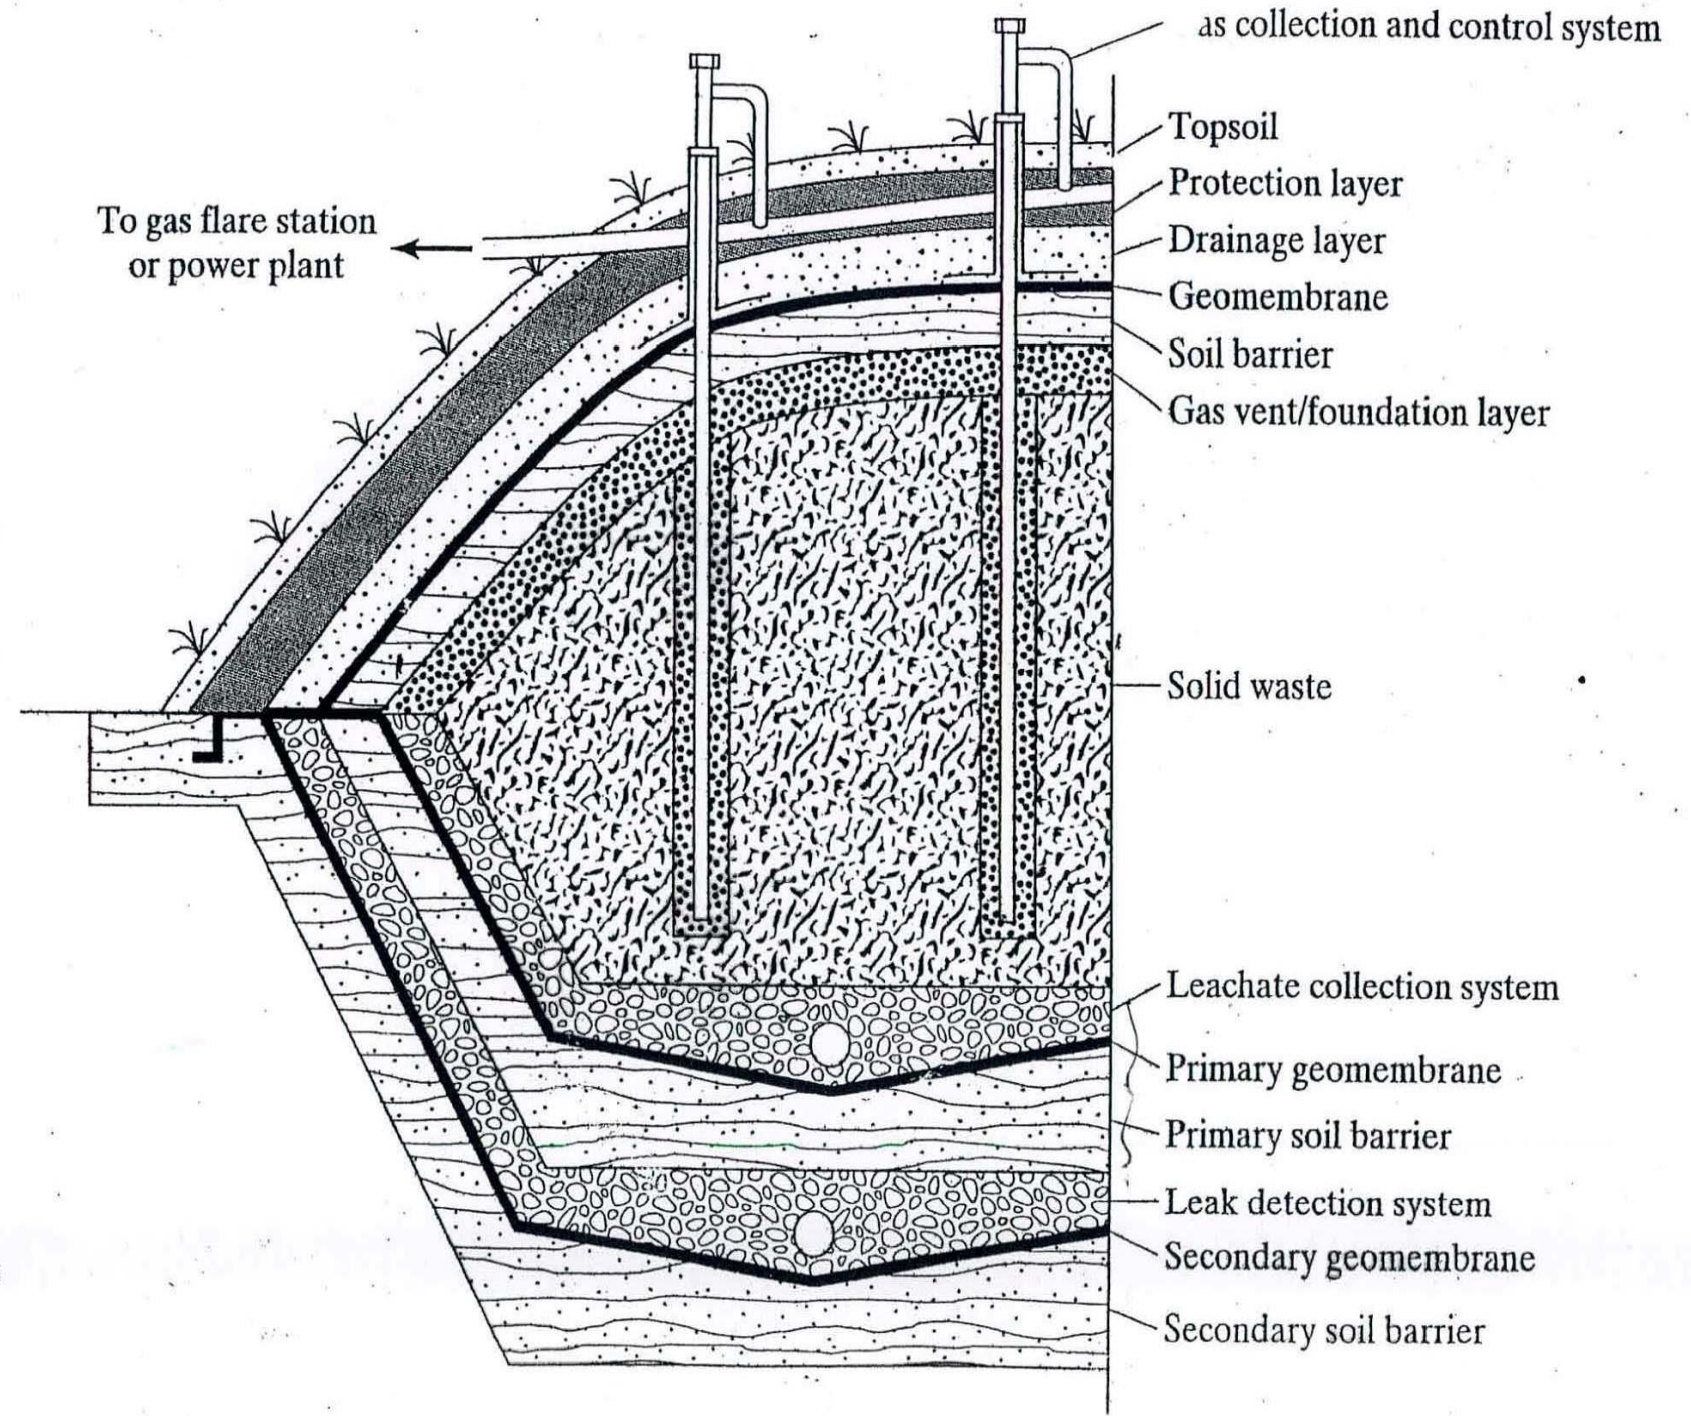 as collection and control system
Topsoil
Protection layer
To gas flare station
or power plant
Drainage layer
Geomembrane
Soil barrier
Gas vent/foundation layer
Solid waste
Leachate collection system
Primary geomembrane
Primary soil barrier
Leak detection system
Secondary geomembrane
Secondary soil barrier